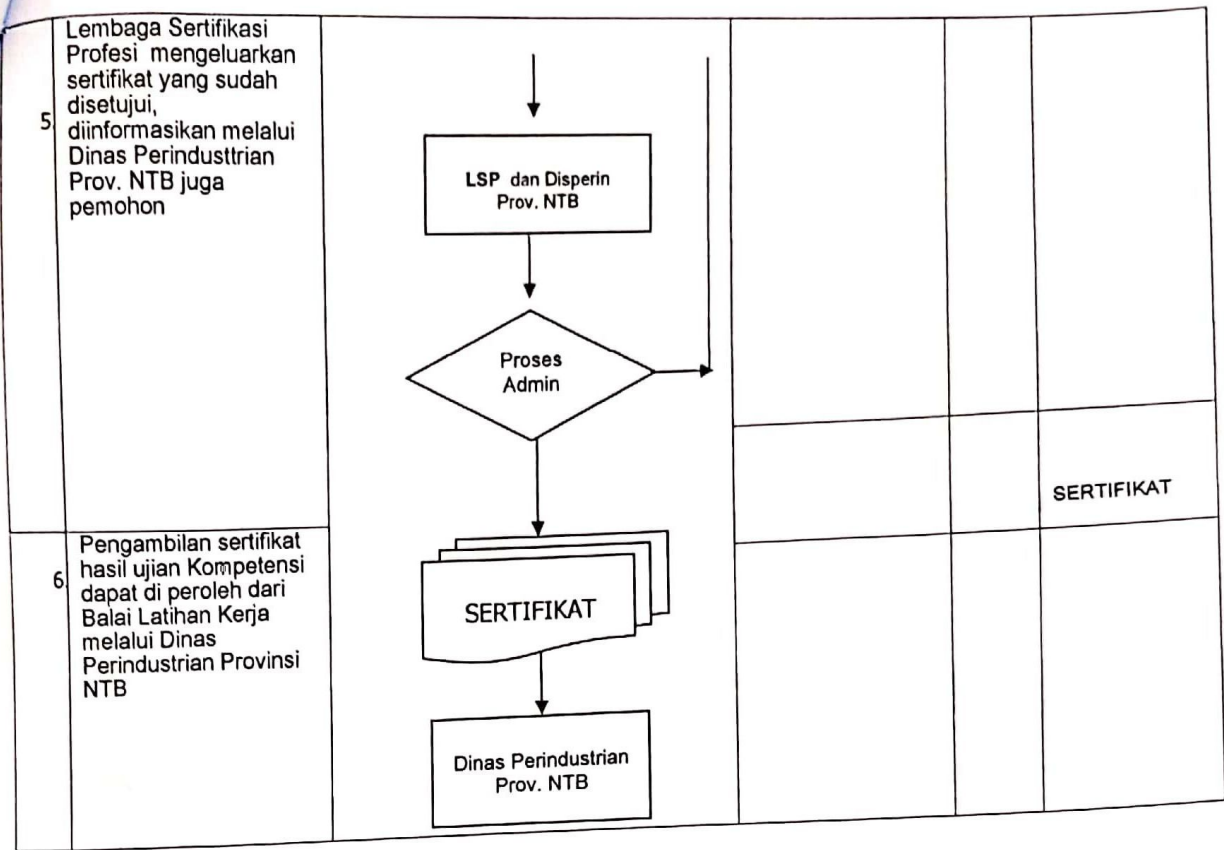 5.
Lembaga Sertifikasi
Profesi mengeluarkan
sertifikat yang sudah
disetujui,
diinformasikan melalui
Dinas Perindusttrian
Prov. NTB juga
pemohon
LSP dan Disperin
Prov. NTB
Proses
Admin
SERTIFIKAT
6.
Pengambilan sertifikat
hasil ujian Kompetensi
dapat di peroleh dari
Balai Latihan Kerja
melalui Dinas
Perindustrian Provinsi
NTB
SERTIFIKAT
Dinas Perindustrian
Prov. NTB